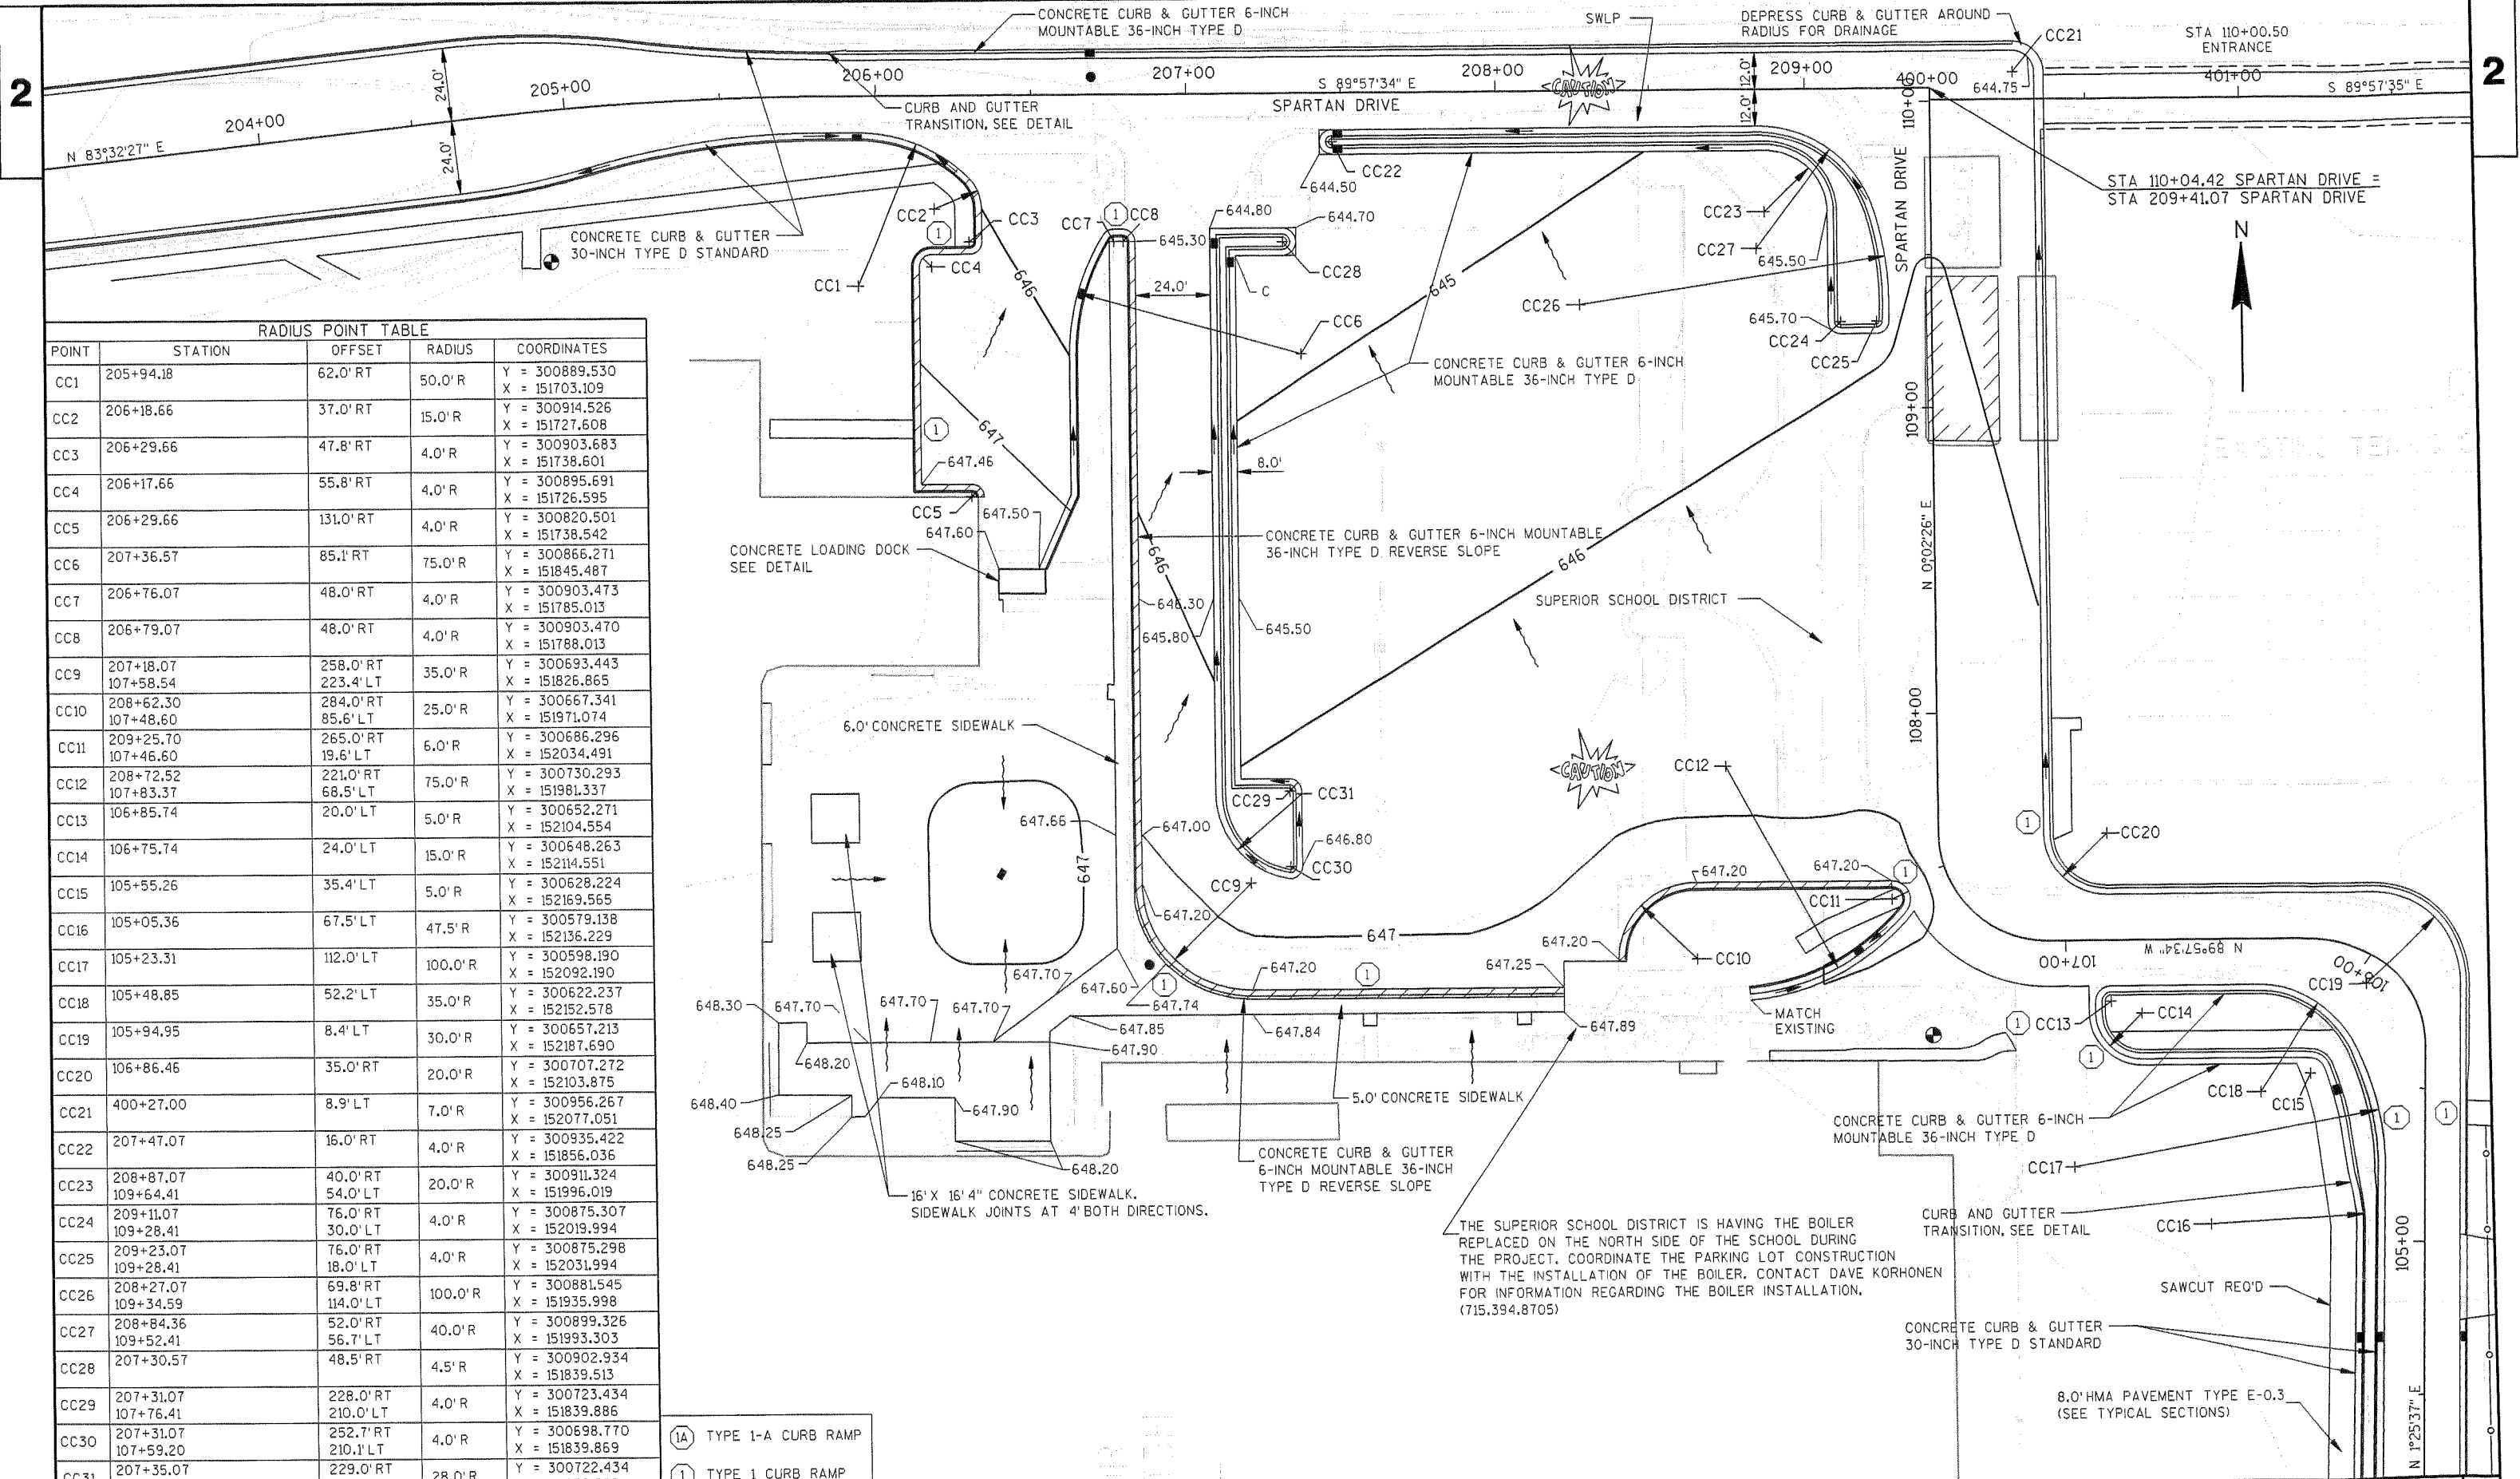 2
2
CONCRETE CURB & GUTTER 6-INCH
MOUNTABLE 36-INCH TYPE D
SWLP
DEPRESS CURB & GUTTER AROUND
RADIUS FOR DRAINAGE
CC21
STA 110+00.50
ENTRANCE
204+00
205+00
206+00
207+00
208+00
209+00
400+00
401+00
N 83°32'27" E
24.0'
24.0'
S 89°57'34" E
SPARTAN DRIVE
CAUTION
12.0'
12.0'
110+00
644.75
S 89°57'35" E
CURB AND GUTTER
TRANSITION, SEE DETAIL
STA 110+04.42 SPARTAN DRIVE =
STA 209+41.07 SPARTAN DRIVE
N
CONCRETE CURB & GUTTER
30-INCH TYPE D STANDARD
CC2
1
CC3
CC4
CC1
CC7
1
CC8
645.30
644.80
644.70
CC28
C
24.0'
644.50
CC22
CC23
CC27
645.50
SPARTAN DRIVE
CC26
645.70
CC24
CC25
CC6
646
645
CONCRETE CURB & GUTTER 6-INCH
MOUNTABLE 36-INCH TYPE D
109+00
1
647
647.46
8.0'
CC5
647.50
647.60
CONCRETE LOADING DOCK
SEE DETAIL
CONCRETE CURB & GUTTER 6-INCH MOUNTABLE
36-INCH TYPE D REVERSE SLOPE
646
646
N 0°02'26" E
646.30
645.80
645.50
SUPERIOR SCHOOL DISTRICT
108+00
6.0' CONCRETE SIDEWALK
CAUTION
CC12
CC29
CC31
647.66
647.00
646.80
CC30
647
CC9
647.20
647.20
647.20
1
CC11
1
CC20
647
647.20
CC10
N 89°57'34" W
107+00
106+00
CC19
647.70
647.60
1
647.74
647.20
1
647.25
648.30
647.70
647.70
647.70
647.85
647.84
647.90
647.89
MATCH
EXISTING
1
CC13
CC14
1
648.20
648.10
648.40
647.90
5.0' CONCRETE SIDEWALK
CC18
CC15
648.25
648.25
648.20
CONCRETE CURB & GUTTER
6-INCH MOUNTABLE 36-INCH
TYPE D REVERSE SLOPE
CONCRETE CURB & GUTTER 6-INCH
MOUNTABLE 36-INCH TYPE D
1
1
CC17
16' X 16' 4" CONCRETE SIDEWALK.
SIDEWALK JOINTS AT 4' BOTH DIRECTIONS.
THE SUPERIOR SCHOOL DISTRICT IS HAVING THE BOILER
REPLACED ON THE NORTH SIDE OF THE SCHOOL DURING
THE PROJECT. COORDINATE THE PARKING LOT CONSTRUCTION
WITH THE INSTALLATION OF THE BOILER. CONTACT DAVE KORHONEN
FOR INFORMATION REGARDING THE BOILER INSTALLATION.
(715.394.8705)
CURB AND GUTTER
TRANSITION, SEE DETAIL
CC16
105+00
SAWCUT REQ'D
CONCRETE CURB & GUTTER
30-INCH TYPE D STANDARD
8.0' HMA PAVEMENT TYPE E-0.3
(SEE TYPICAL SECTIONS)
N 1°25'37" E
RADIUS POINT TABLE
POINT STATION OFFSET RADIUS COORDINATES
CC1 205+94.18 62.0' RT 50.0' R Y = 300889.530
X = 151703.109
CC2 206+18.66 37.0' RT 15.0' R Y = 300914.526
X = 151727.608
CC3 206+29.66 47.8' RT 4.0' R Y = 300903.683
X = 151738.601
CC4 206+17.66 55.8' RT 4.0' R Y = 300895.691
X = 151726.595
CC5 206+29.66 131.0' RT 4.0' R Y = 300820.501
X = 151738.542
CC6 207+36.57 85.1' RT 75.0' R Y = 300866.271
X = 151845.487
CC7 206+76.07 48.0' RT 4.0' R Y = 300903.473
X = 151785.013
CC8 206+79.07 48.0' RT 4.0' R Y = 300903.470
X = 151788.013
CC9 207+18.07 258.0' RT 35.0' R Y = 300693.443
107+58.54 223.4' LT X = 151826.865
CC10 208+62.30 284.0' RT 25.0' R Y = 300667.341
107+48.60 85.6' LT X = 151971.074
CC11 209+25.70 265.0' RT 6.0' R Y = 300686.296
107+46.60 19.6' LT X = 152034.491
CC12 208+72.52 221.0' RT 75.0' R Y = 300730.293
107+83.37 68.5' LT X = 151981.337
CC13 106+85.74 20.0' LT 5.0' R Y = 300652.271
X = 152104.554
CC14 106+75.74 24.0' LT 15.0' R Y = 300648.263
X = 152114.551
CC15 105+55.26 35.4' LT 5.0' R Y = 300628.224
X = 152169.565
CC16 105+05.36 67.5' LT 47.5' R Y = 300579.138
X = 152136.229
CC17 105+23.31 112.0' LT 100.0' R Y = 300598.190
X = 152092.190
CC18 105+48.85 52.2' LT 35.0' R Y = 300622.237
X = 152152.578
CC19 105+94.95 8.4' LT 30.0' R Y = 300657.213
X = 152187.690
CC20 106+86.46 35.0' RT 20.0' R Y = 300707.272
X = 152103.875
CC21 400+27.00 8.9' LT 7.0' R Y = 300956.267
X = 152077.051
CC22 207+47.07 16.0' RT 4.0' R Y = 300935.422
X = 151856.036
CC23 208+87.07 40.0' RT 20.0' R Y = 300911.324
109+64.41 54.0' LT X = 151996.019
CC24 209+11.07 76.0' RT 4.0' R Y = 300875.307
109+28.41 30.0' LT X = 152019.994
CC25 209+23.07 76.0' RT 4.0' R Y = 300875.298
109+28.41 18.0' LT X = 152031.994
CC26 208+27.07 69.8' RT 100.0' R Y = 300881.545
109+34.59 114.0' LT X = 151935.998
CC27 208+84.36 52.0' RT 40.0' R Y = 300899.326
109+52.41 56.7' LT X = 151993.303
CC28 207+30.57 48.5' RT 4.5' R Y = 300902.934
X = 151839.513
CC29 207+31.07 228.0' RT 4.0' R Y = 300723.434
107+76.41 210.0' LT X = 151839.886
CC30 207+31.07 252.7' RT 4.0' R Y = 300698.770
107+59.20 210.1' LT X = 151839.869
CC31 207+35.07 229.0' RT 28.0' R Y = 300722.434
1A TYPE 1-A CURB RAMP
1 TYPE 1 CURB RAMP